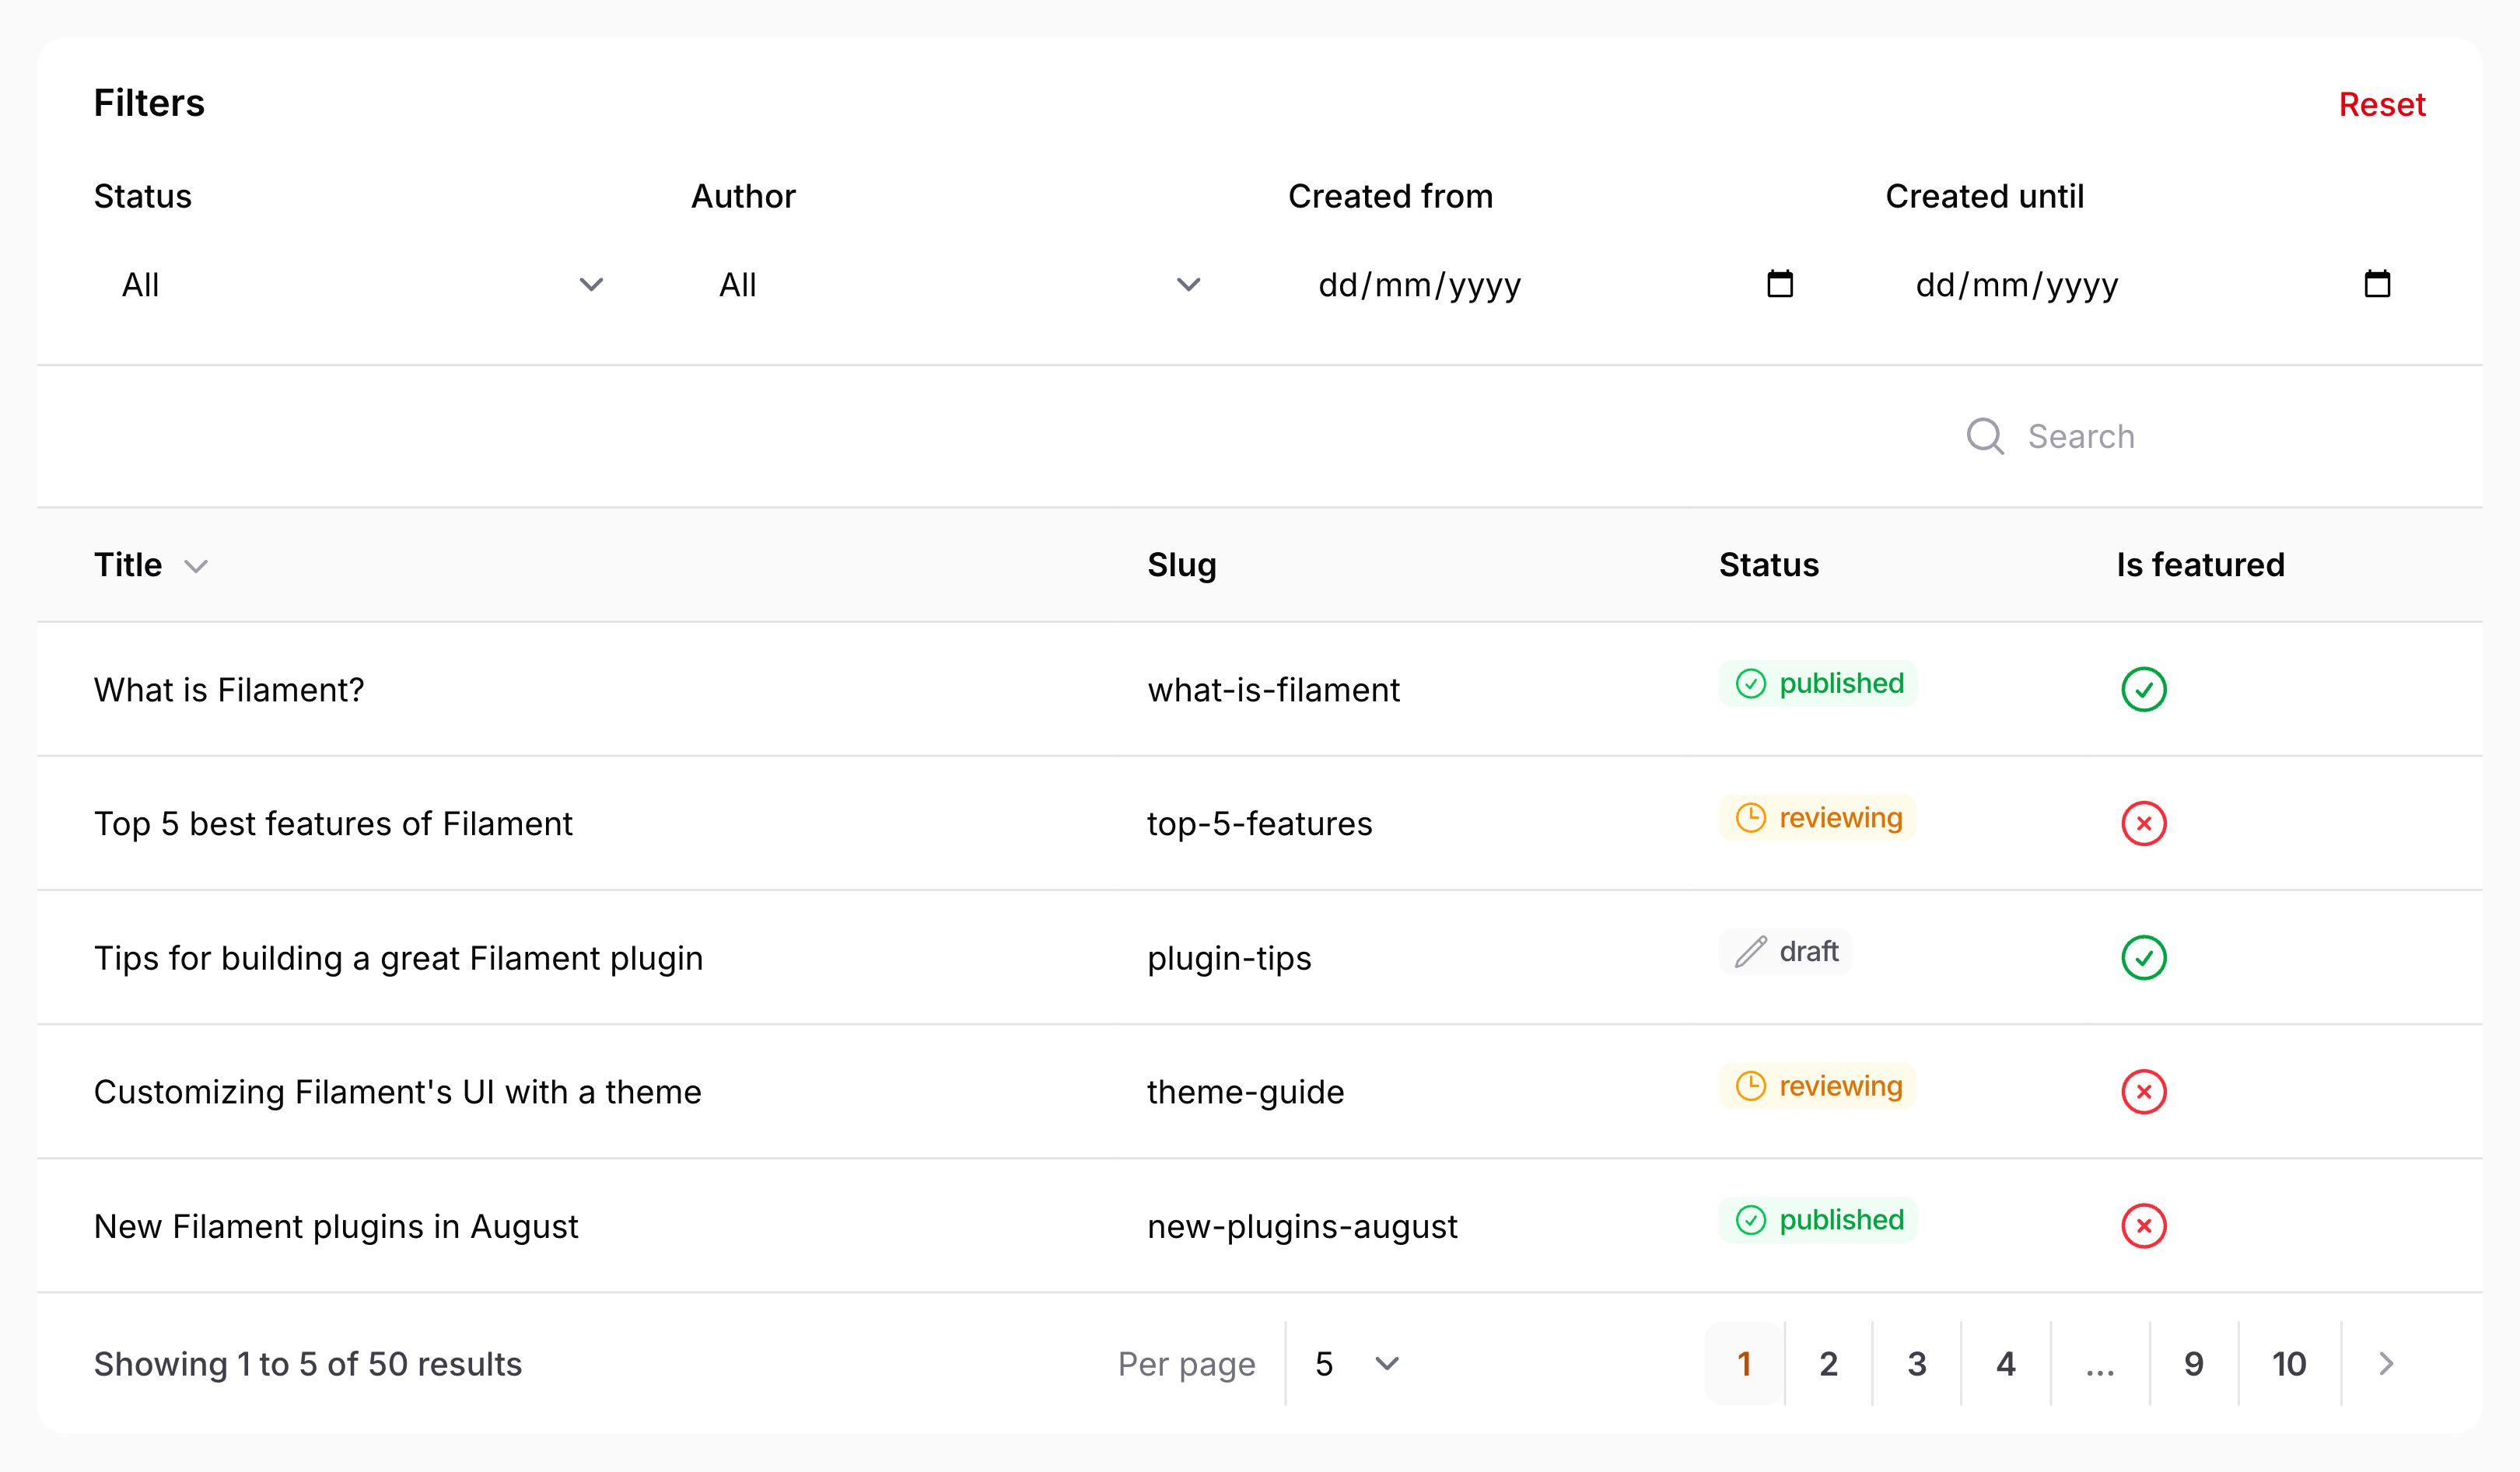 Filters Reset
Status Author Created from Created until
All All dd/mm/yyyy dd/mm/yyyy
Search
Title Slug Status Is featured
What is Filament? what-is-filament published
Top 5 best features of Filament top-5-features reviewing
Tips for building a great Filament plugin plugin-tips draft
Customizing Filament's UI with a theme theme-guide reviewing
New Filament plugins in August new-plugins-august published
Showing 1 to 5 of 50 results Per page 5 1 2 3 4 ... 9 10